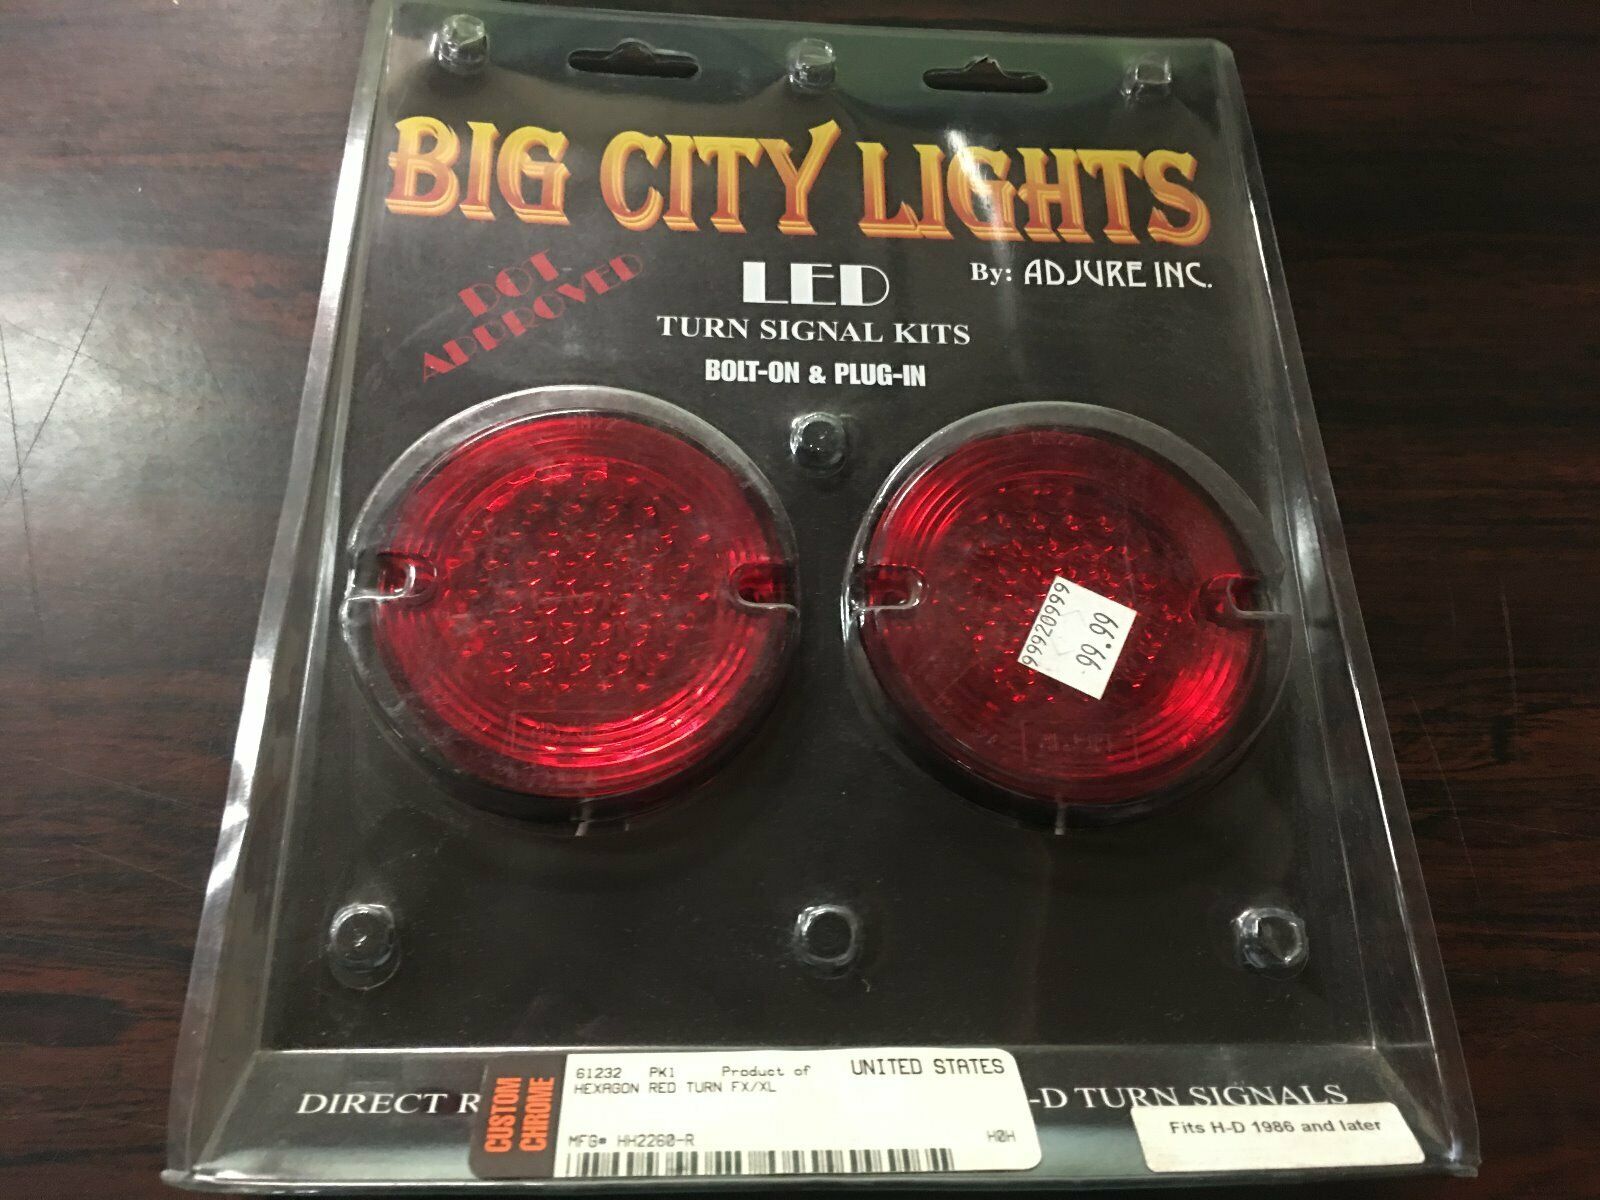 BIG CITY LIGHTS
DOT
APPROVED
LED
By: ADJURE INC.
TURN SIGNAL KITS
BOLT-ON & PLUG-IN
99920999
99.99
DIRECT R
-D TURN SIGNALS
CUSTOM
CHROME
61232 PK1 Product of UNITED STATES
HEXAGON RED TURN FX/XL
MFG# HH2260-R H0H
Fits H-D 1986 and later